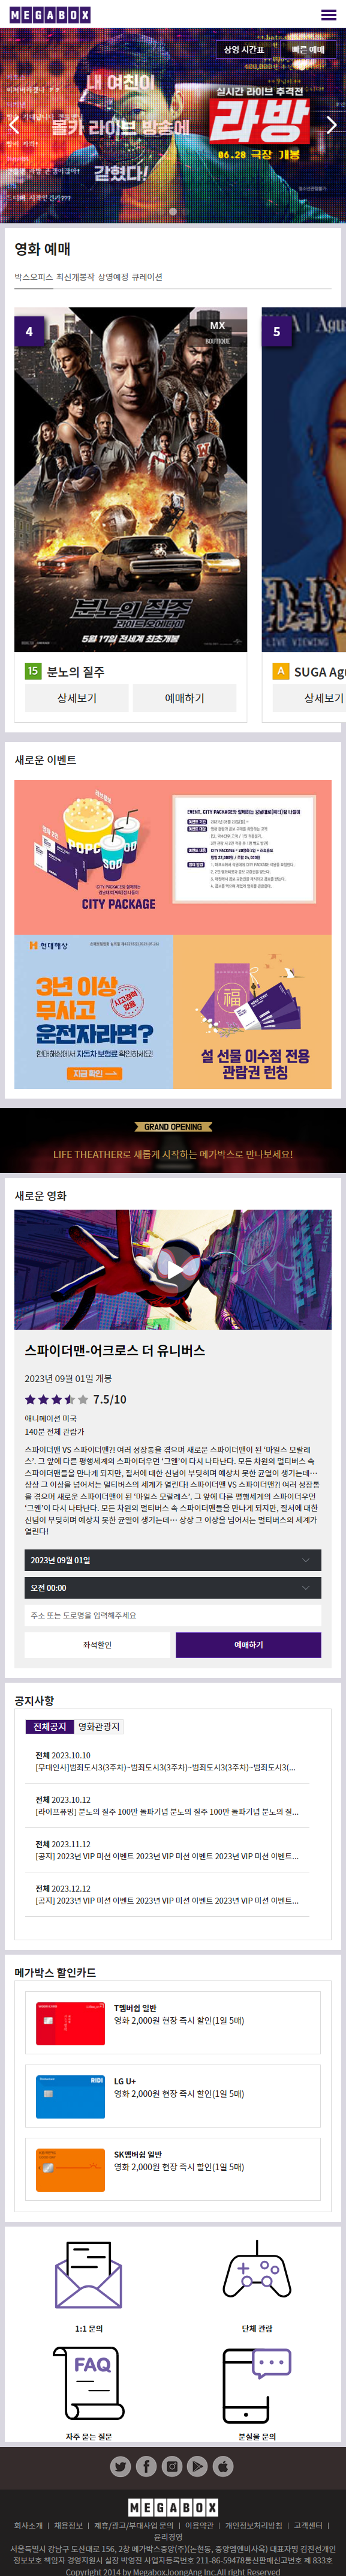 MEGABOX
상영 시간표
빠른 예매
내 여친이
몰카 라이브 방송에
갇혔다!
실시간 라이브 추격전
라방
06.28 극장 개봉
영화 예매
박스오피스 최신개봉작 상영예정 큐레이션
4
MX
BOUTIQUE
분노의 질주
라이드 오어 다이
5월 17일 전세계 최초개봉
5
LIVE VIEWING
15 분노의 질주
상세보기
예매하기
A SUGA Agu
상세보기
새로운 이벤트
POPC
SODA
SODA
CITY PACKAGE
현대해상
3년 이상
무사고
운전자라면?
사고경력
없음
현대해상에서 자동차보험료 확인하세요!
지금 확인
福
설 선물 이수점 전용
관람권 런칭
GRAND OPENING
LIFE THEATHER로 새롭게 시작하는 메가박스로 만나보세요!
새로운 영화
스파이더맨-어크로스 더 유니버스
2023년 09월 01일 개봉
7.5/10
애니메이션 미국
140분 전체 관람가
스파이더맨 VS 스파이더맨?! 여러 성장통을 겪으며 새로운 스파이더맨이 된 ‘마일스 모랄레
스’. 그 앞에 다른 평행세계의 스파이더우먼 ‘그웬’이 다시 나타난다. 모든 차원의 멀티버스 속
스파이더맨들을 만나게 되지만, 질서에 대한 신념이 부딪히며 예상치 못한 균열이 생기는데…
상상 그 이상을 넘어서는 멀티버스의 세계가 열린다! 스파이더맨 VS 스파이더맨?! 여러 성장통
을 겪으며 새로운 스파이더맨이 된 ‘마일스 모랄레스’. 그 앞에 다른 평행세계의 스파이더우먼
‘그웬’이 다시 나타난다. 모든 차원의 멀티버스 속 스파이더맨들을 만나게 되지만, 질서에 대한
신념이 부딪히며 예상치 못한 균열이 생기는데… 상상 그 이상을 넘어서는 멀티버스의 세계가
열린다!
2023년 09월 01일
오전 00:00
주소 또는 도로명을 입력해주세요
좌석할인
예매하기
공지사항
전체공지 영화관공지
전체 2023.10.10
[무대인사]범죄도시3(3주차)~범죄도시3(3주차)~범죄도시3(3주차)~범죄도시3(...
전체 2023.10.12
[라이프퓨잉] 분노의 질주 100만 돌파기념 분노의 질주 100만 돌파기념 분노의 질...
전체 2023.11.12
[공지] 2023년 VIP 미션 이벤트 2023년 VIP 미션 이벤트 2023년 VIP 미션 이벤트...
전체 2023.12.12
[공지] 2023년 VIP 미션 이벤트 2023년 VIP 미션 이벤트 2023년 VIP 미션 이벤트...
메가박스 할인카드
T멤버쉽 일반
영화 2,000원 현장 즉시 할인(1일 5매)
LG U+
영화 2,000원 현장 즉시 할인(1일 5매)
SK멤버쉽 일반
영화 2,000원 현장 즉시 할인(1일 5매)
1:1 문의
단체 관람
FAQ
자주 묻는 질문
분실물 문의
MEGABOX
회사소개 | 채용정보 | 제휴/광고/부대사업 문의 | 이용약관 | 개인정보처리방침 | 고객센터 |
윤리경영
서울특별시 강남구 도산대로 156, 2층 메가박스중앙(주)(논현동, 중앙엠엔비사옥) 대표자명 김진선개인
정보보호 책임자 경영지원시 실장 박영진 사업자등록번호 211-86-59478통신판매신고번호 제 833호
Copyright 2014 by MegaboxJoongAng Inc.All right Reserved